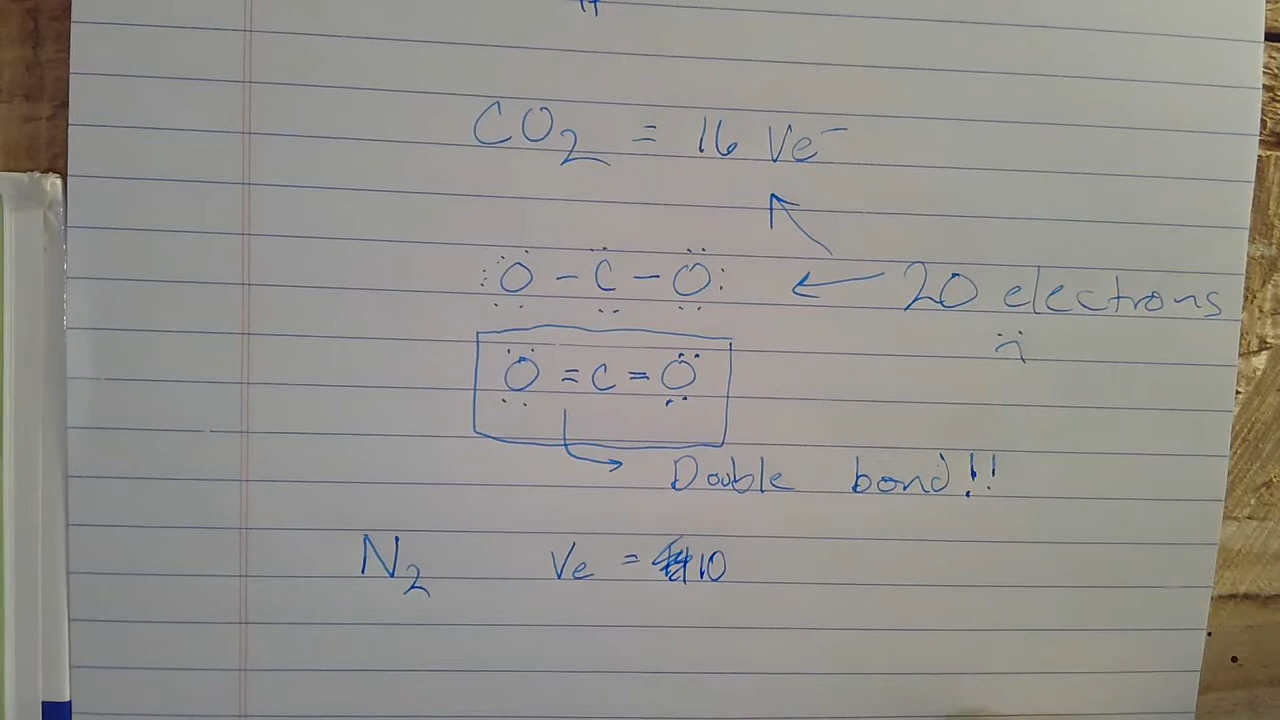 CO2 = 16 Ve-
:Ö - C̈ - Ö: ← 20 electrons
Ö = C = Ö
Double bond!!
N2 Ve = 10